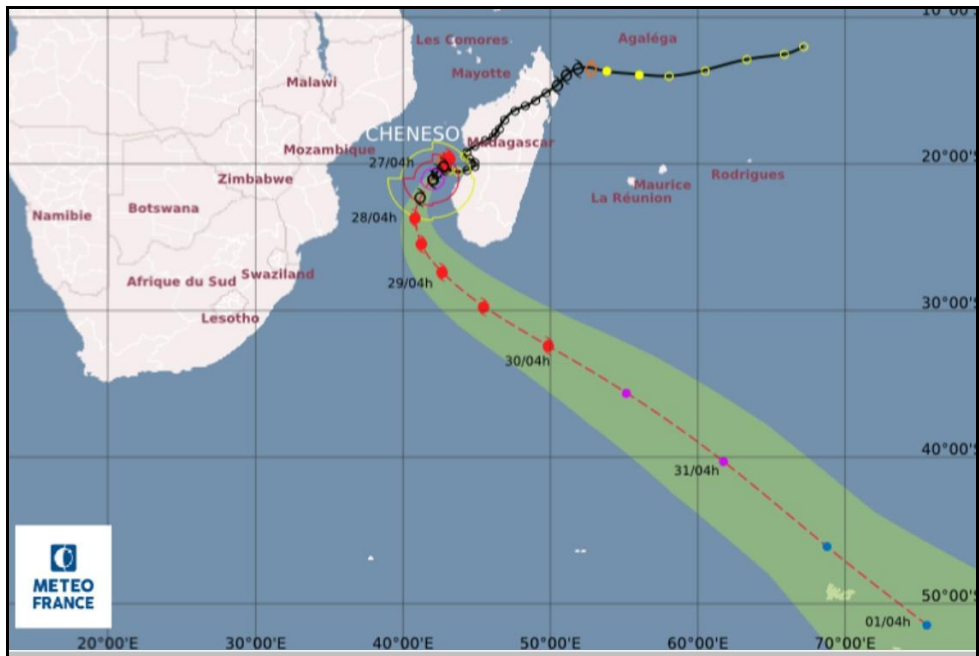 10°00'S
Les Comores
Agaléga
Mayotte
Malawi
CHENESO
Madagascar
Mozambique
27/04h
20°00'S
Zimbabwe
Rodrigues
Maurice
La Réunion
Botswana
Namibie
28/04h
Swaziland
Afrique du Sud
29/04h
30°00'S
Lesotho
30/04h
40°00'S
31/04h
METEO
FRANCE
50°00'S
01/04h
20°00'E
30°00'E
40°00'E
50°00'E
60°00'E
70°00'E